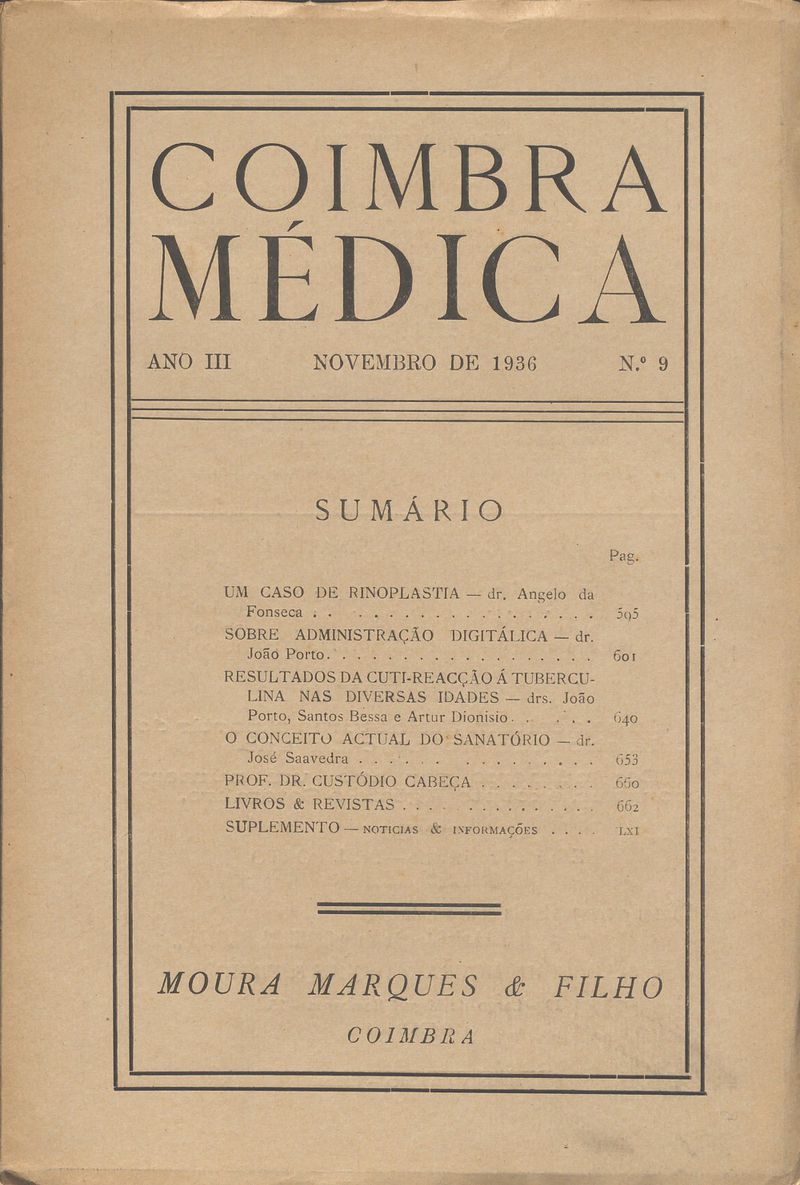 COIMBRA
MÉDICA
ANO III NOVEMBRO DE 1936 N.º 9
SUMÁRIO
Pag.
UM CASO DE RINOPLASTIA — dr. Angelo da
Fonseca . . . . . . . . . . . . . . . . . . 595
SOBRE ADMINISTRAÇÃO DIGITÁLICA — dr.
João Porto. . . . . . . . . . . . . . . . . . 601
RESULTADOS DA CUTI-REACÇÃO Á TUBERCU-
LINA NAS DIVERSAS IDADES — drs. João
Porto, Santos Bessa e Artur Dionisio. . . . . . 640
O CONCEITO ACTUAL DO SANATÓRIO — dr.
José Saavedra . . . . . . . . . . . . . . . 653
PROF. DR. CUSTÓDIO CABEÇA . . . . . . . . 660
LIVROS & REVISTAS . . . . . . . . . . . . . 662
SUPLEMENTO — NOTICIAS & INFORMAÇÕES . . . . LXI
MOURA MARQUES & FILHO
COIMBRA